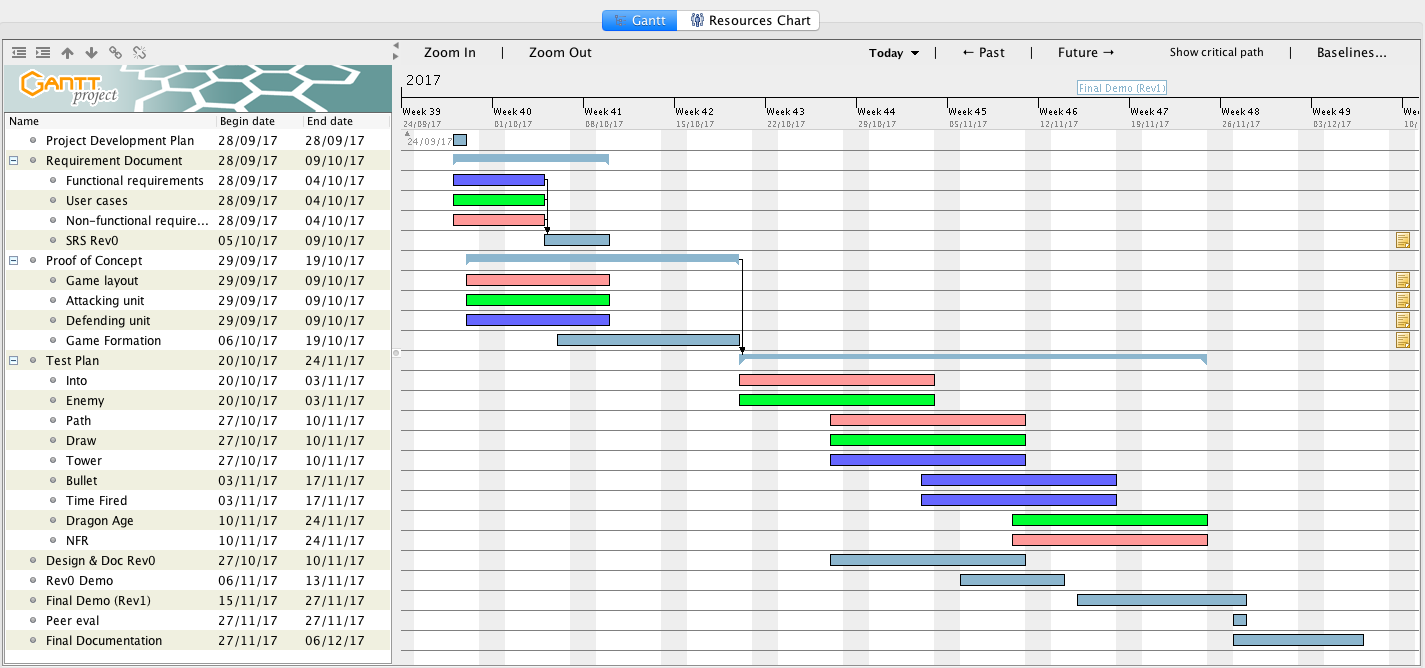 Gantt Resources Chart
Zoom In | Zoom Out Today | ← Past | Future → Show critical path | Baselines...
GANTT project
2017
Final Demo (Rev1)
Week 39 Week 40 Week 41 Week 42 Week 43 Week 44 Week 45 Week 46 Week 47 Week 48 Week 49 We
24/09/17 01/10/17 08/10/17 15/10/17 22/10/17 29/10/17 05/11/17 12/11/17 19/11/17 26/11/17 03/12/17 10/
Name Begin date End date
Project Development Plan 28/09/17 28/09/17 24/09/17
Requirement Document 28/09/17 09/10/17
Functional requirements 28/09/17 04/10/17
User cases 28/09/17 04/10/17
Non-functional require... 28/09/17 04/10/17
SRS Rev0 05/10/17 09/10/17
Proof of Concept 29/09/17 19/10/17
Game layout 29/09/17 09/10/17
Attacking unit 29/09/17 09/10/17
Defending unit 29/09/17 09/10/17
Game Formation 06/10/17 19/10/17
Test Plan 20/10/17 24/11/17
Into 20/10/17 03/11/17
Enemy 20/10/17 03/11/17
Path 27/10/17 10/11/17
Draw 27/10/17 10/11/17
Tower 27/10/17 10/11/17
Bullet 03/11/17 17/11/17
Time Fired 03/11/17 17/11/17
Dragon Age 10/11/17 24/11/17
NFR 10/11/17 24/11/17
Design & Doc Rev0 27/10/17 10/11/17
Rev0 Demo 06/11/17 13/11/17
Final Demo (Rev1) 15/11/17 27/11/17
Peer eval 27/11/17 27/11/17
Final Documentation 27/11/17 06/12/17